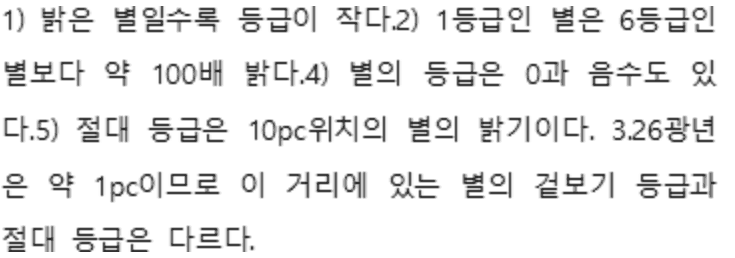 1) 밝은 별일수록 등급이 작다.2) 1등급인 별은 6등급인
별보다 약 100배 밝다.4) 별의 등급은 0과 음수도 있
다.5) 절대 등급은 10pc위치의 별의 밝기이다. 3.26광년
은 약 1pc이므로 이 거리에 있는 별의 겉보기 등급과
절대 등급은 다르다.